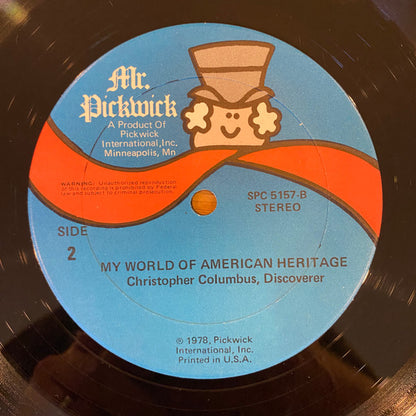 Mr.
Pickwick
A Product Of
Pickwick
International, Inc.
Minneapolis, Mn.
WARNING: Unauthorized reproduction
of this recording is prohibited by Federal
law and subject to criminal prosecution.
SPC 5157-B
STEREO
SIDE
2
MY WORLD OF AMERICAN HERITAGE
Christopher Columbus, Discoverer
℗ 1978, Pickwick
International, Inc.
Printed in U.S.A.